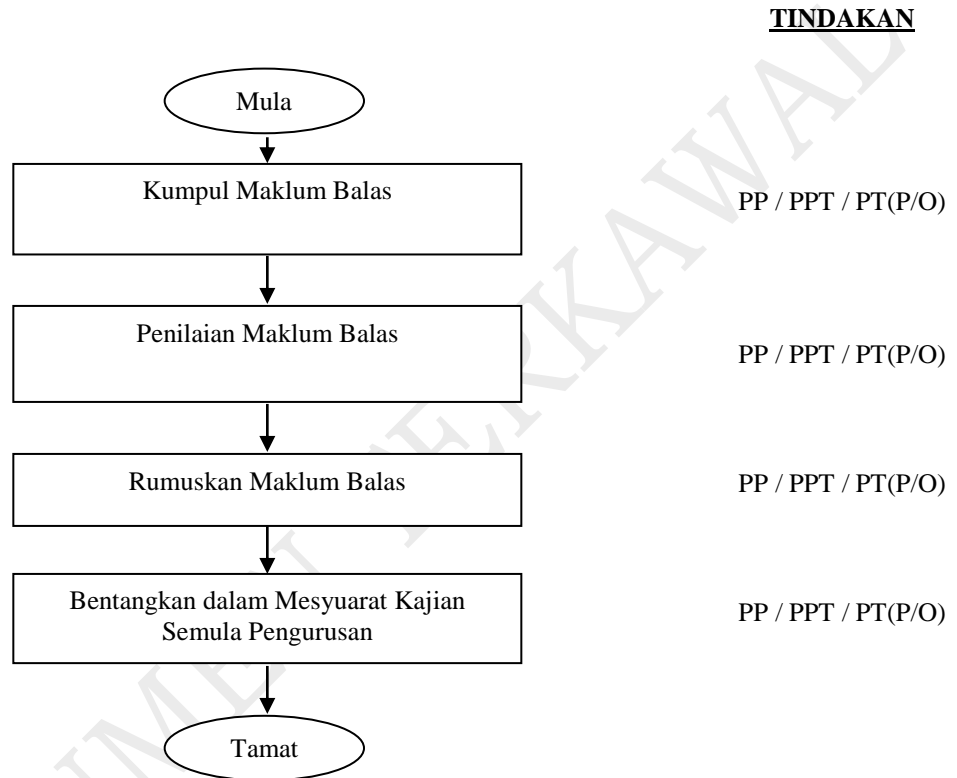 TINDAKAN
Mula
Kumpul Maklum Balas
PP / PPT / PT(P/O)
Penilaian Maklum Balas
PP / PPT / PT(P/O)
Rumuskan Maklum Balas
PP / PPT / PT(P/O)
Bentangkan dalam Mesyuarat Kajian
Semula Pengurusan
PP / PPT / PT(P/O)
Tamat